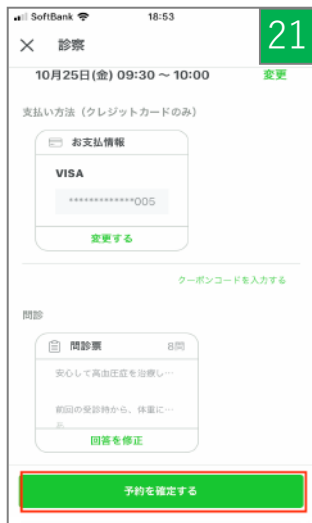 SoftBank 18:53
21
× 診察
10月25日(金) 09:30 ~ 10:00 変更
支払い方法（クレジットカードのみ）
お支払情報
VISA
*************005
変更する
クーポンコードを入力する
問診
問診票 8問
安心して高血圧症を治療し…
前回の受診時から、体重に…
回答を修正
予約を確定する